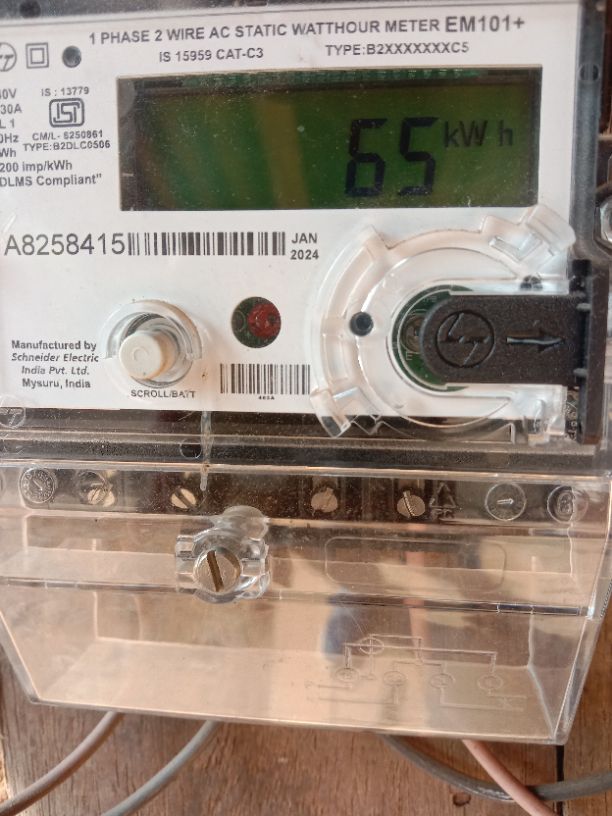 1 PHASE 2 WIRE AC STATIC WATTHOUR METER EM101+
IS 15959 CAT-C3 TYPE:B2XXXXXXXC5
IS : 13779
ISI
CM/L- 6250861
TYPE:B2DLC0506
200 imp/kWh
DLMS Compliant"
65 kWh
A8258415
JAN
2024
Manufactured by
Schneider Electric
India Pvt. Ltd.
Mysuru, India
SCROLL/BATT